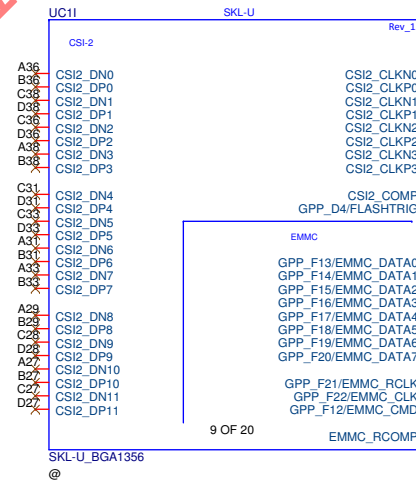 UC1I
SKL-U
Rev_1
CSI-2
A36 CSI2_DN0 CSI2_CLKN0
B36 CSI2_DP0 CSI2_CLKP0
C38 CSI2_DN1 CSI2_CLKN1
D38 CSI2_DP1 CSI2_CLKP1
C36 CSI2_DN2 CSI2_CLKN2
D36 CSI2_DP2 CSI2_CLKP2
A38 CSI2_DN3 CSI2_CLKN3
B38 CSI2_DP3 CSI2_CLKP3
C31 CSI2_DN4 CSI2_COMP
D31 CSI2_DP4 GPP_D4/FLASHTRIG
C33 CSI2_DN5
D33 CSI2_DP5 EMMC
A31 CSI2_DN6
B31 CSI2_DP6 GPP_F13/EMMC_DATA0
A33 CSI2_DN7 GPP_F14/EMMC_DATA1
B33 CSI2_DP7 GPP_F15/EMMC_DATA2
GPP_F16/EMMC_DATA3
A29 CSI2_DN8 GPP_F17/EMMC_DATA4
B29 CSI2_DP8 GPP_F18/EMMC_DATA5
C28 CSI2_DN9 GPP_F19/EMMC_DATA6
D28 CSI2_DP9 GPP_F20/EMMC_DATA7
A27 CSI2_DN10
B27 CSI2_DP10 GPP_F21/EMMC_RCLK
C27 CSI2_DN11 GPP_F22/EMMC_CLK
D27 CSI2_DP11 GPP_F12/EMMC_CMD
9 OF 20
EMMC_RCOMP
SKL-U_BGA1356
@